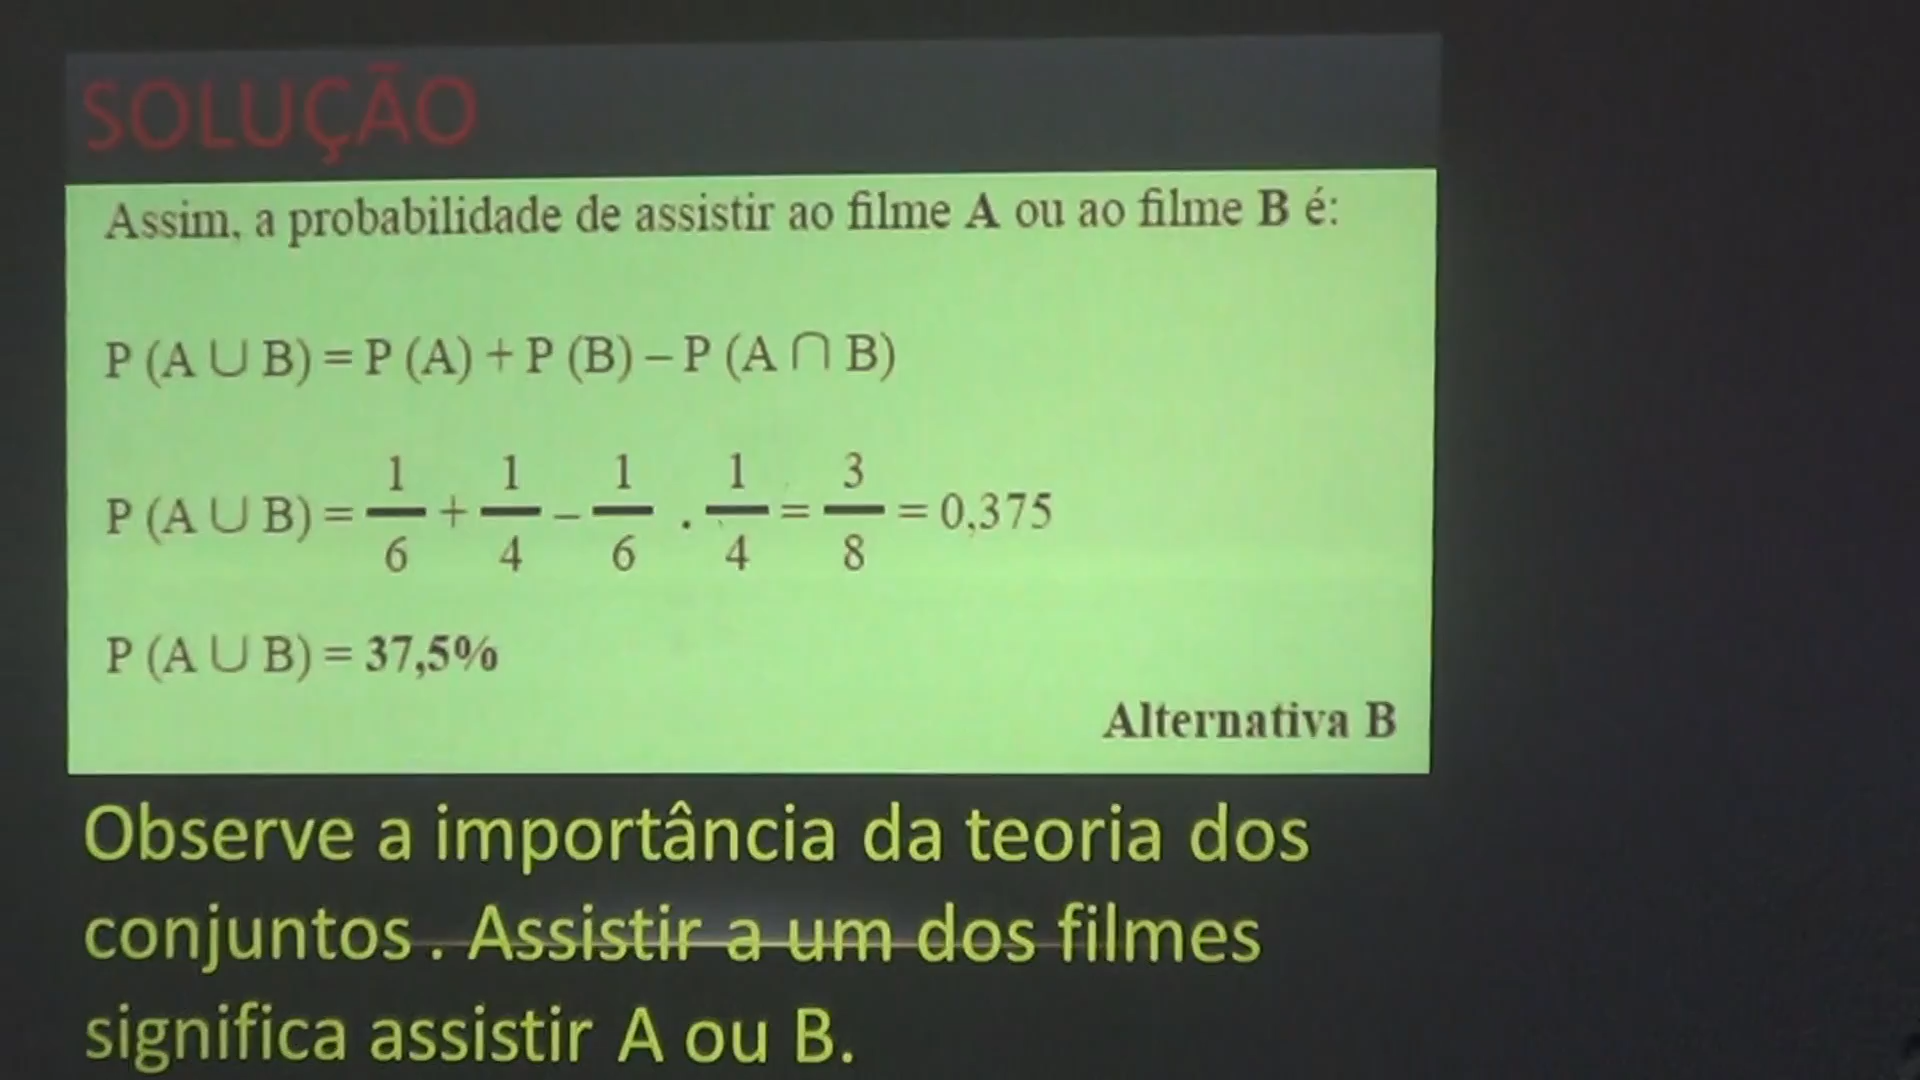 SOLUÇÃO
Assim, a probabilidade de assistir ao filme A ou ao filme B é:
P (A ∪ B) = P (A) + P (B) – P (A ∩ B)
P (A ∪ B) = 1/6 + 1/4 – 1/6 . 1/4 = 3/8 = 0,375
P (A ∪ B) = 37,5%
Alternativa B
Observe a importância da teoria dos
conjuntos . Assistir a um dos filmes
significa assistir A ou B.